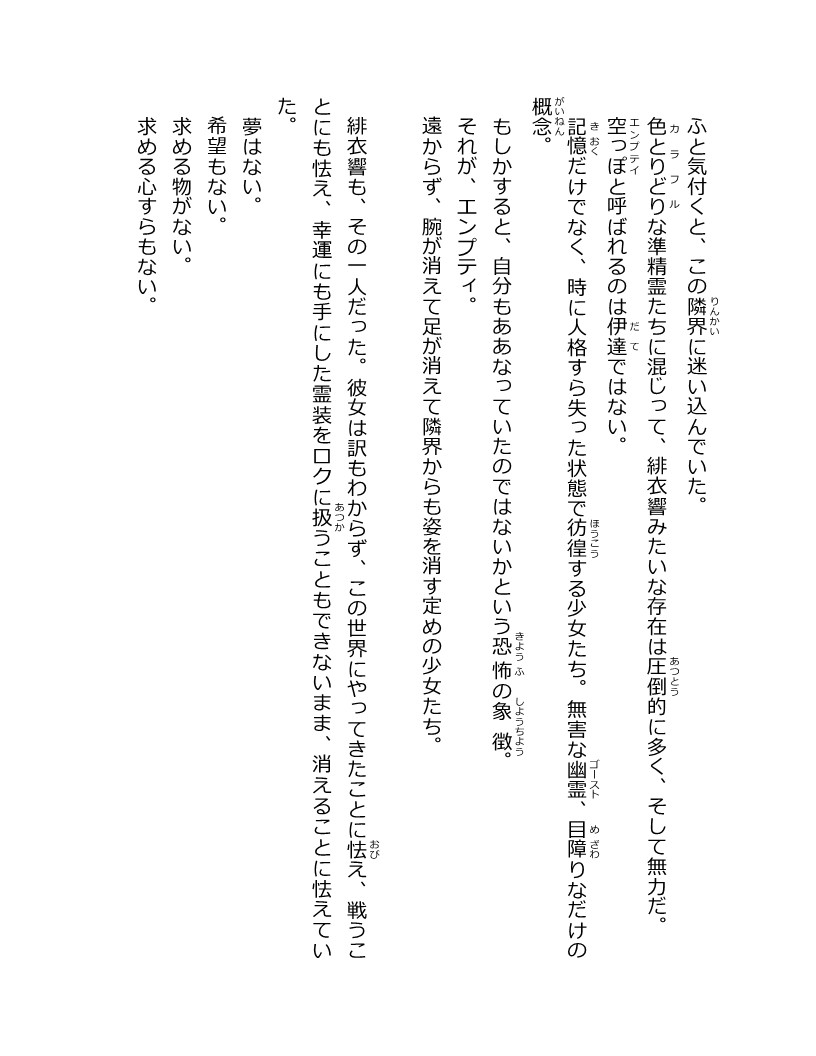 ふと気付くと、この隣界に迷い込んでいた。
色とりどりな準精霊たちに混じって、緋衣響みたいな存在は圧倒的に多く、そして無力だ。
空っぽと呼ばれるのは伊達ではない。
記憶だけでなく、時に人格すら失った状態で彷徨する少女たち。無害な幽霊、目障りなだけの
概念。
もしかすると、自分もああなっていたのではないかという恐怖の象徴。
それが、エンプティ。
遠からず、腕が消えて足が消えて隣界からも姿を消す定めの少女たち。
緋衣響も、その一人だった。彼女は訳もわからず、この世界にやってきたことに怯え、戦うこ
とにも怯え、幸運にも手にした霊装をロクに扱うこともできないまま、消えることに怯えてい
た。
夢はない。
希望もない。
求める物がない。
求める心すらもない。